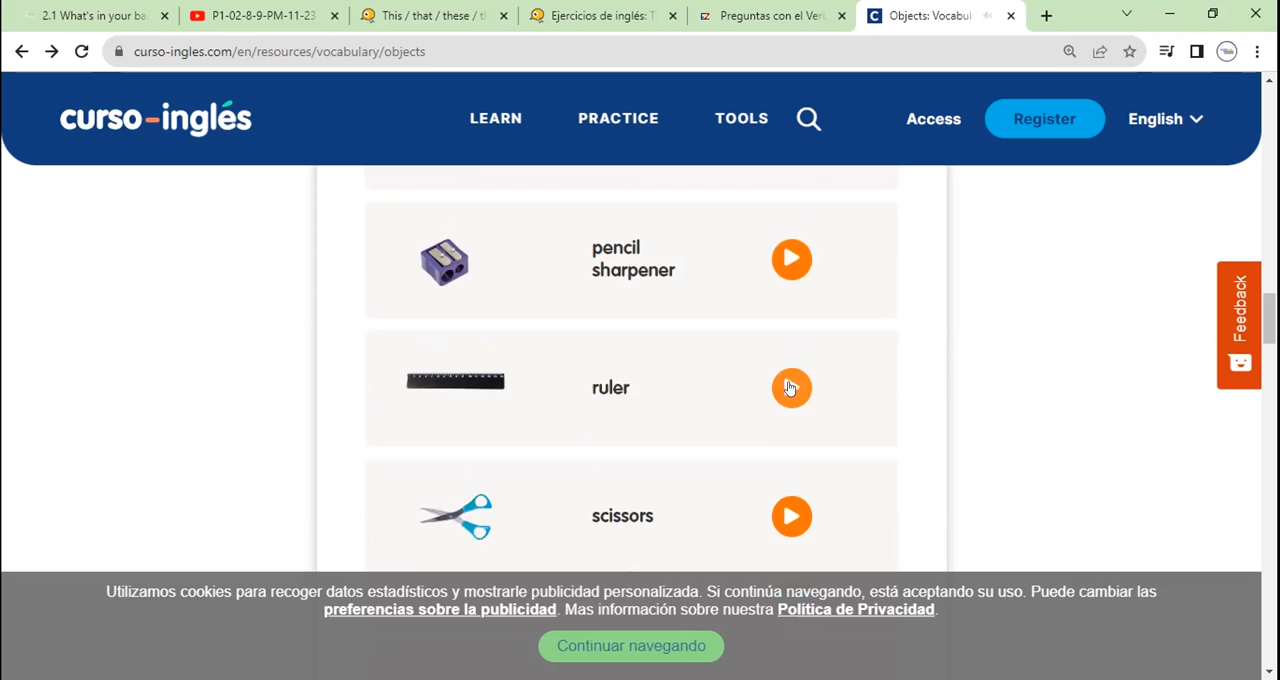 2.1 What's in your ba
P1-02-8-9-PM-11-23
This / that / these / t
Ejercicios de inglés: T
Preguntas con el Ver
Objects: Vocabul
curso-ingles.com/en/resources/vocabulary/objects
curso-inglés
LEARN PRACTICE TOOLS Access Register English
pencil
sharpener
ruler
scissors
Feedback
Utilizamos cookies para recoger datos estadísticos y mostrarle publicidad personalizada. Si continúa navegando, está aceptando su uso. Puede cambiar las
preferencias sobre la publicidad. Mas información sobre nuestra Política de Privacidad.
Continuar navegando